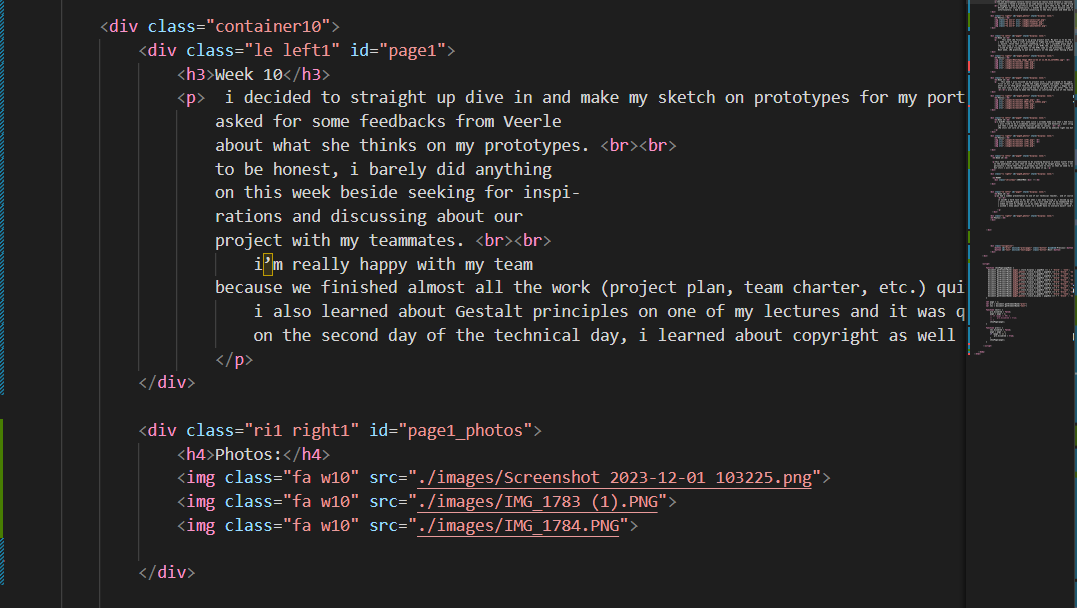 <div class="container10">
<div class="le left1" id="page1">
<h3>Week 10</h3>
<p>  i decided to straight up dive in and make my sketch on prototypes for my port
asked for some feedbacks from Veerle
about what she thinks on my prototypes. <br><br>
to be honest, i barely did anything
on this week beside seeking for inspi-
rations and discussing about our
project with my teammates. <br><br>
i’m really happy with my team
because we finished almost all the work (project plan, team charter, etc.) qui
i also learned about Gestalt principles on one of my lectures and it was q
on the second day of the technical day, i learned about copyright as well
</p>
</div>
<div class="ri1 right1" id="page1_photos">
<h4>Photos:</h4>
<img class="fa w10" src="./images/Screenshot 2023-12-01 103225.png">
<img class="fa w10" src="./images/IMG_1783 (1).PNG">
<img class="fa w10" src="./images/IMG_1784.PNG">
</div>